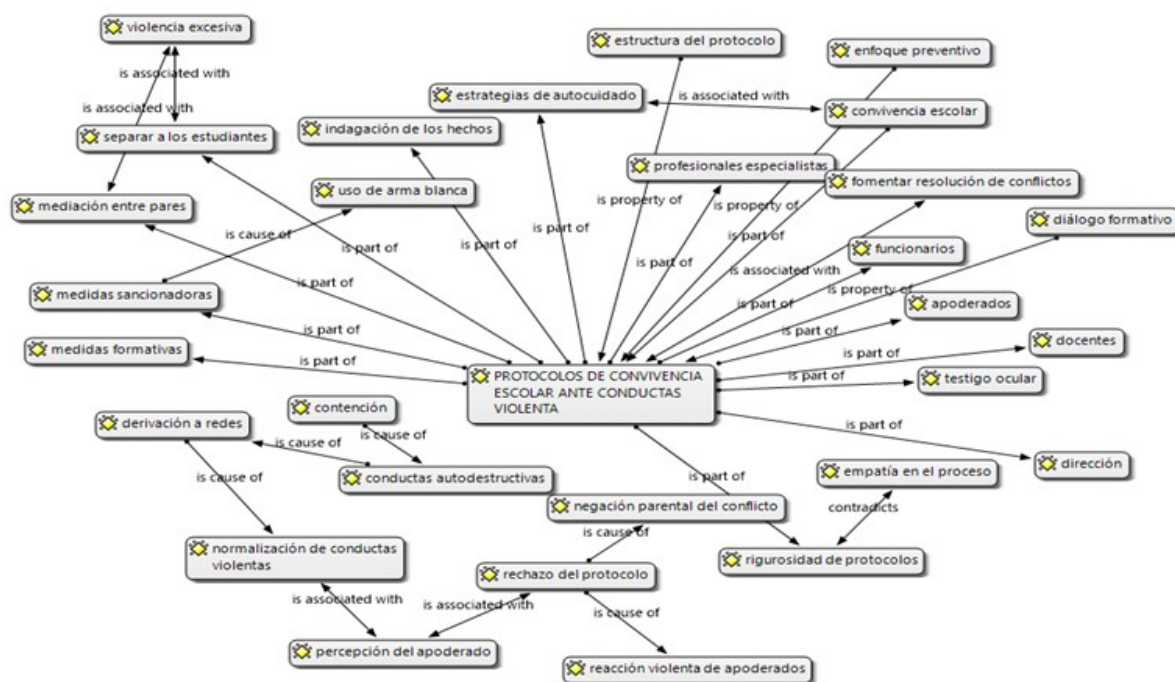 violencia excesiva
estructura del protocolo
enfoque preventivo
is associated with
is associated with
estrategias de autocuidado
is associated with
convivencia escolar
separar a los estudiantes
indagación de los hechos
profesionales especialistas
fomentar resolución de conflictos
uso de arma blanca
mediación entre pares
is property of
is property of
diálogo formativo
is cause of
is part of
is part of
is part of
is part of
funcionarios
is part of
is part of
is associated with
medidas sancionadoras
is part of
is property of
apoderados
is part of
is part of
docentes
medidas formativas
is part of
is part of
PROTOCOLOS DE CONVIVENCIA
ESCOLAR ANTE CONDUCTAS
VIOLENTA
is part of
testigo ocular
contención
derivación a redes
is cause of
is cause of
is part of
dirección
empatía en el proceso
conductas autodestructivas
is part of
is cause of
negación parental del conflicto
contradicts
is cause of
normalización de conductas
violentas
rigurosidad de protocolos
rechazo del protocolo
is associated with
is associated with
is cause of
percepción del apoderado
reacción violenta de apoderados